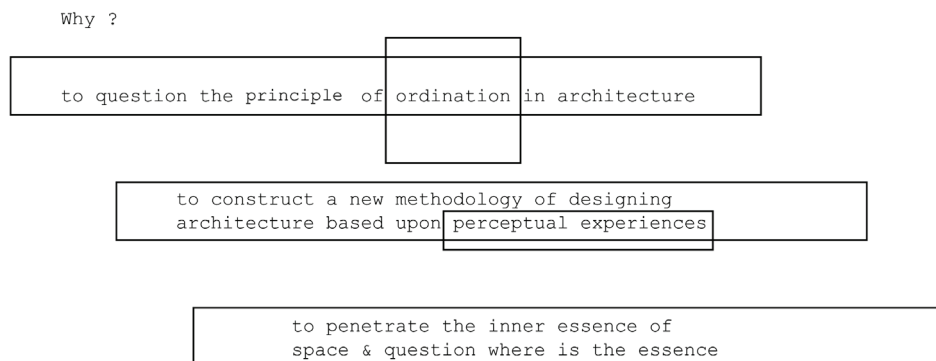 Why ?
to question the principle of ordination in architecture
to construct a new methodology of designing
architecture based upon perceptual experiences
to penetrate the inner essence of
space & question where is the essence